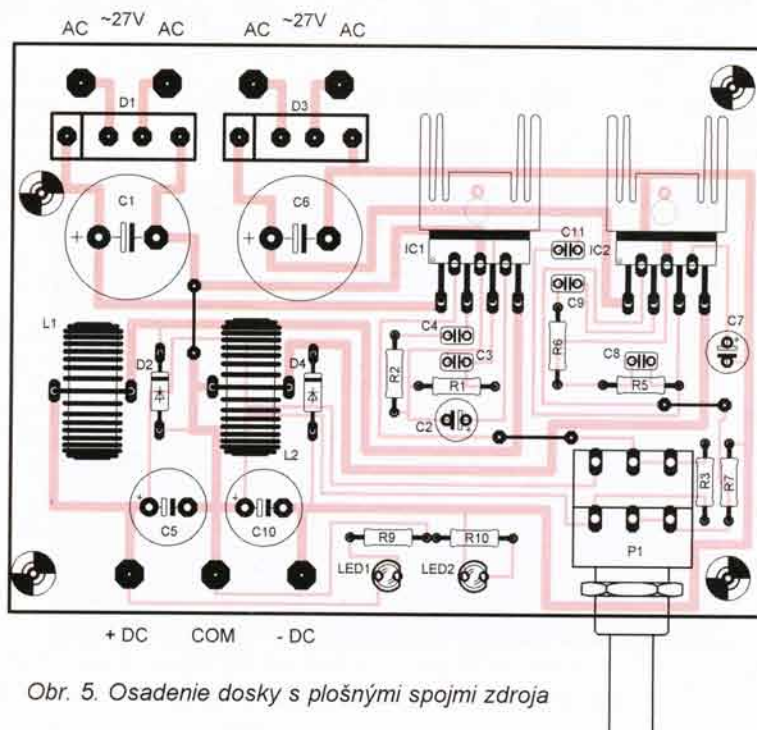 AC ~27V AC AC ~27V AC
D1 D3
C1 C6
+ +
IC1 C11 IC2
C9
L1 D2 D4 C4 C3 R2 R1 C2 + R6 C8 R5 C7 +
L2
+ C5 + C10 R3 R7
R9 R10 P1
LED1 LED2
+ DC COM - DC
Obr. 5. Osadenie dosky s plošnými spojmi zdroja